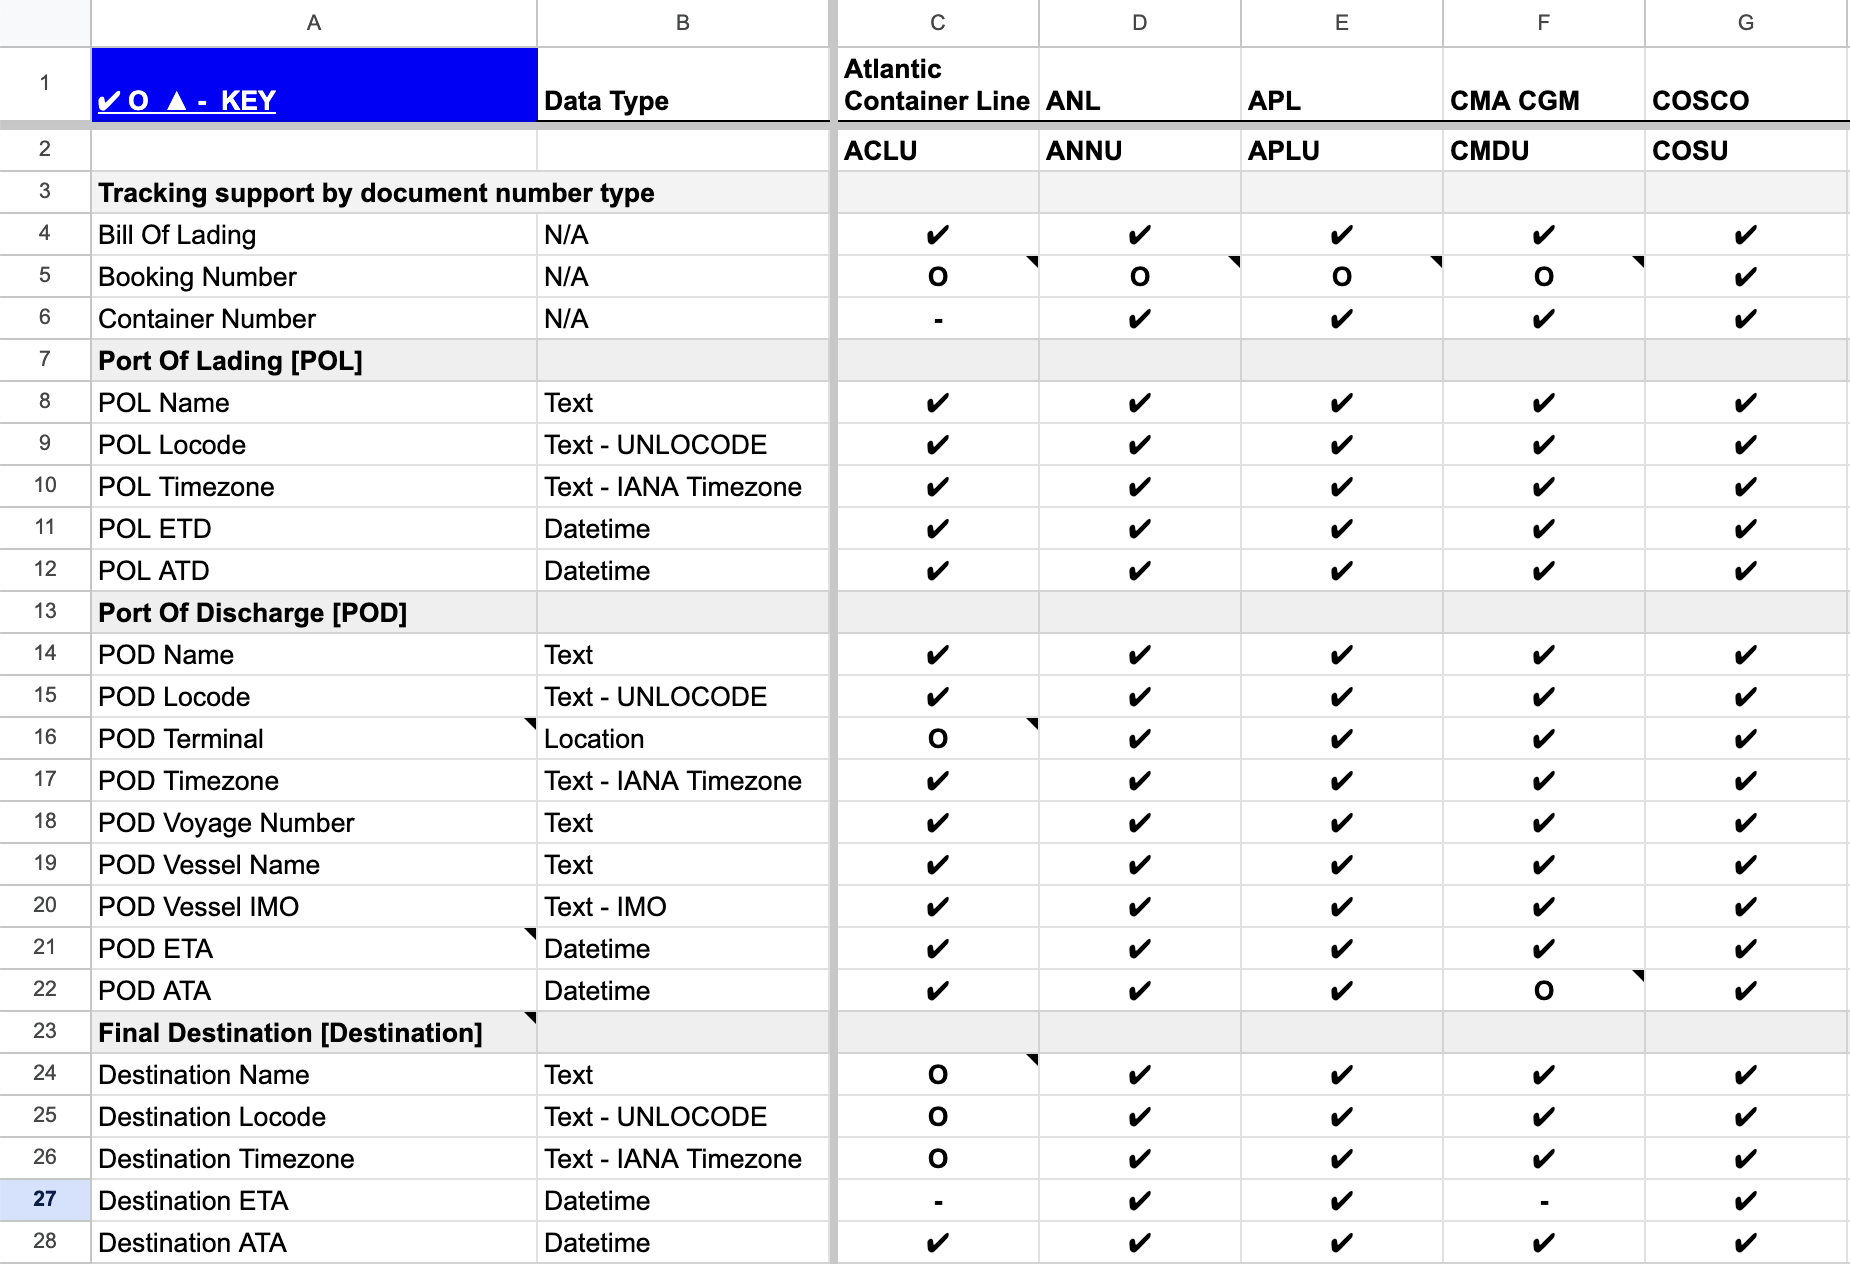 A B C D E F G
1 ✔ O ▲ - KEY Data Type Atlantic Container Line ANL APL CMA CGM COSCO
2 ACLU ANNU APLU CMDU COSU
3 Tracking support by document number type
4 Bill Of Lading N/A ✔ ✔ ✔ ✔ ✔
5 Booking Number N/A O O O O ✔
6 Container Number N/A - ✔ ✔ ✔ ✔
7 Port Of Lading [POL]
8 POL Name Text ✔ ✔ ✔ ✔ ✔
9 POL Locode Text - UNLOCODE ✔ ✔ ✔ ✔ ✔
10 POL Timezone Text - IANA Timezone ✔ ✔ ✔ ✔ ✔
11 POL ETD Datetime ✔ ✔ ✔ ✔ ✔
12 POL ATD Datetime ✔ ✔ ✔ ✔ ✔
13 Port Of Discharge [POD]
14 POD Name Text ✔ ✔ ✔ ✔ ✔
15 POD Locode Text - UNLOCODE ✔ ✔ ✔ ✔ ✔
16 POD Terminal Location O ✔ ✔ ✔ ✔
17 POD Timezone Text - IANA Timezone ✔ ✔ ✔ ✔ ✔
18 POD Voyage Number Text ✔ ✔ ✔ ✔ ✔
19 POD Vessel Name Text ✔ ✔ ✔ ✔ ✔
20 POD Vessel IMO Text - IMO ✔ ✔ ✔ ✔ ✔
21 POD ETA Datetime ✔ ✔ ✔ ✔ ✔
22 POD ATA Datetime ✔ ✔ ✔ O ✔
23 Final Destination [Destination]
24 Destination Name Text O ✔ ✔ ✔ ✔
25 Destination Locode Text - UNLOCODE O ✔ ✔ ✔ ✔
26 Destination Timezone Text - IANA Timezone O ✔ ✔ ✔ ✔
27 Destination ETA Datetime - ✔ ✔ - ✔
28 Destination ATA Datetime ✔ ✔ ✔ ✔ ✔